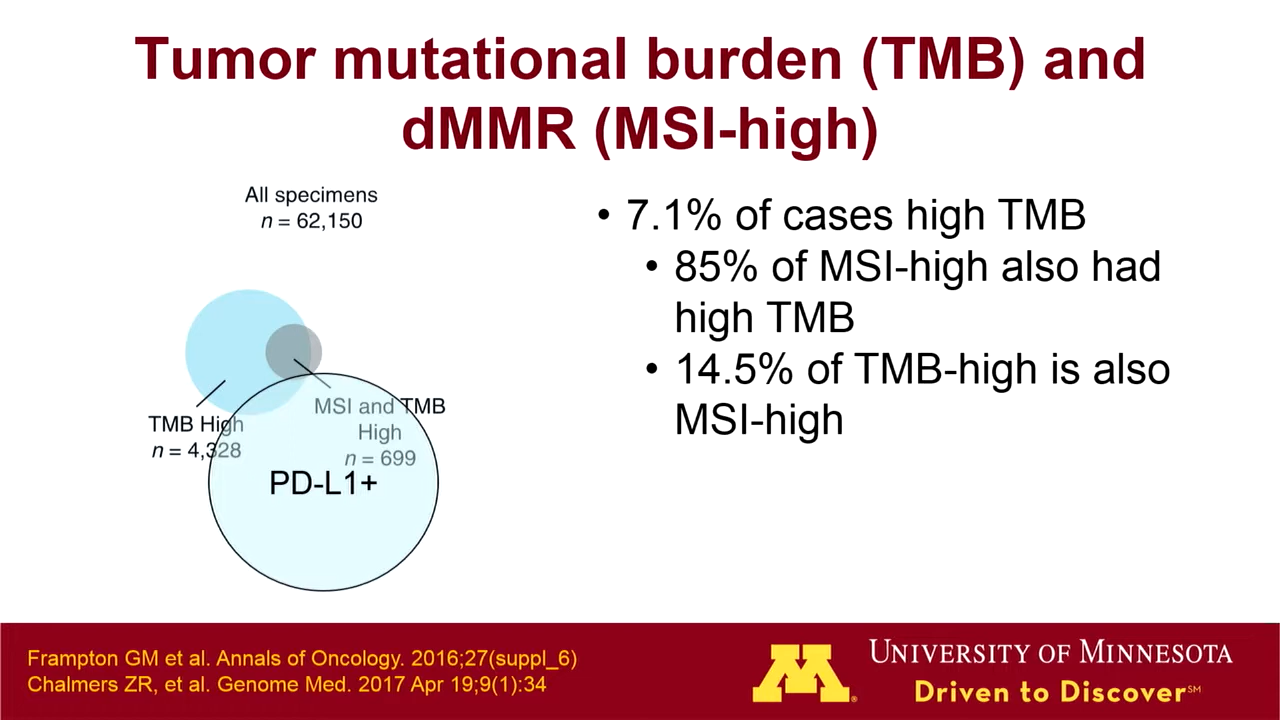 Tumor mutational burden (TMB) and
dMMR (MSI-high)
All specimens
n = 62,150
TMB High
n = 4,328
MSI and TMB
High
n = 699
PD-L1+
• 7.1% of cases high TMB
• 85% of MSI-high also had
high TMB
• 14.5% of TMB-high is also
MSI-high
Frampton GM et al. Annals of Oncology. 2016;27(suppl_6)
Chalmers ZR, et al. Genome Med. 2017 Apr 19;9(1):34
M®
UNIVERSITY OF MINNESOTA
Driven to Discover℠